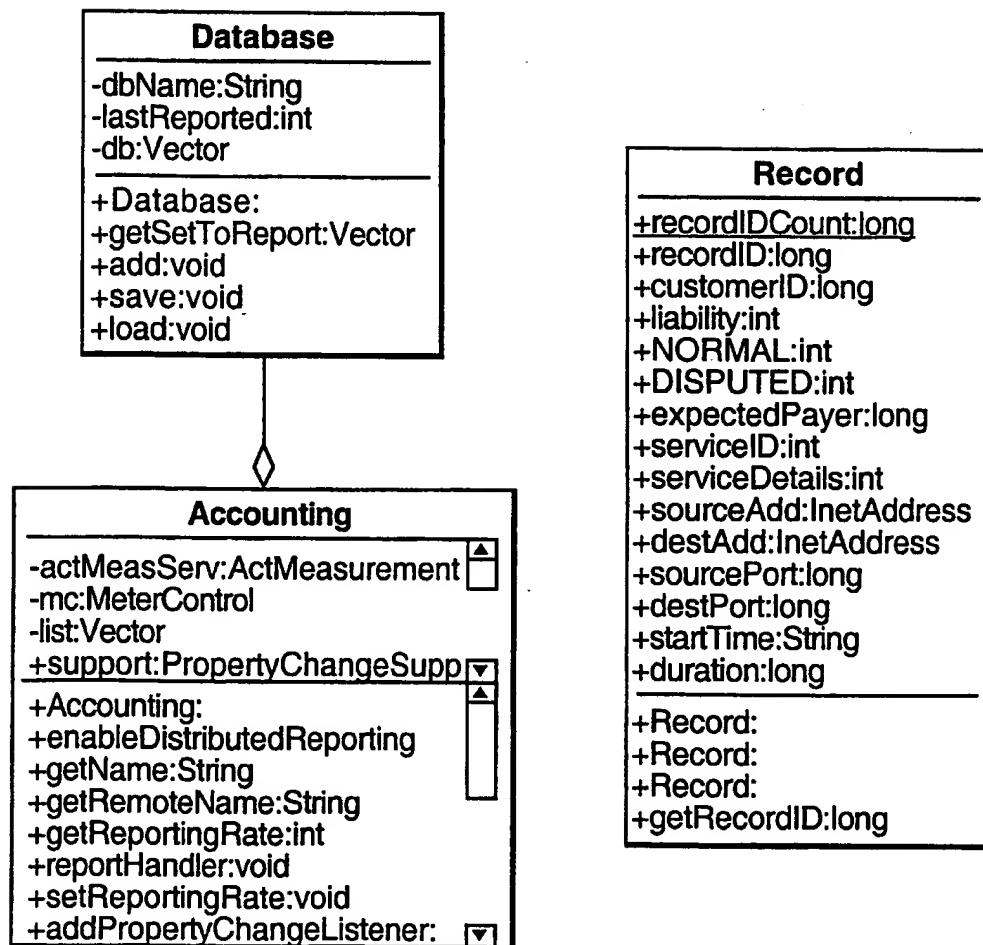 Database
-dbName:String
-lastReported:int
-db:Vector
+Database:
+getSetToReport:Vector
+add:void
+save:void
+load:void
Accounting
-actMeasServ:ActMeasurement
-mc:MeterControl
-list:Vector
+support:PropertyChangeSupp
+Accounting:
+enableDistributedReporting
+getName:String
+getRemoteName:String
+getReportingRate:int
+reportHandler:void
+setReportingRate:void
+addPropertyChangeListener:
Record
+recordIDCount:long
+recordID:long
+customerID:long
+liability:int
+NORMAL:int
+DISPUTED:int
+expectedPayer:long
+serviceID:int
+serviceDetails:int
+sourceAdd:InetAddress
+destAdd:InetAddress
+sourcePort:long
+destPort:long
+startTime:String
+duration:long
+Record:
+Record:
+Record:
+getRecordID:long